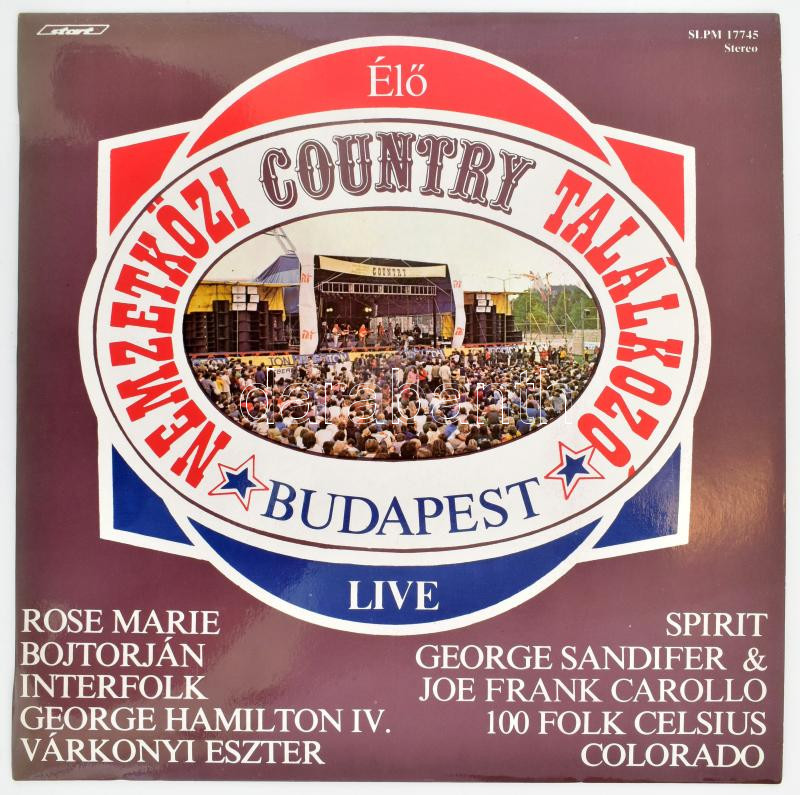 start
SLPM 17745
Stereo
Élő
NEMZETKÖZI COUNTRY TALÁLKOZÓ
COUNTRY
BUDAPEST
LIVE
ROSE MARIE
BOJTORJÁN
INTERFOLK
GEORGE HAMILTON IV.
VÁRKONYI ESZTER
SPIRIT
GEORGE SANDIFER &
JOE FRANK CAROLLO
100 FOLK CELSIUS
COLORADO
darabanth